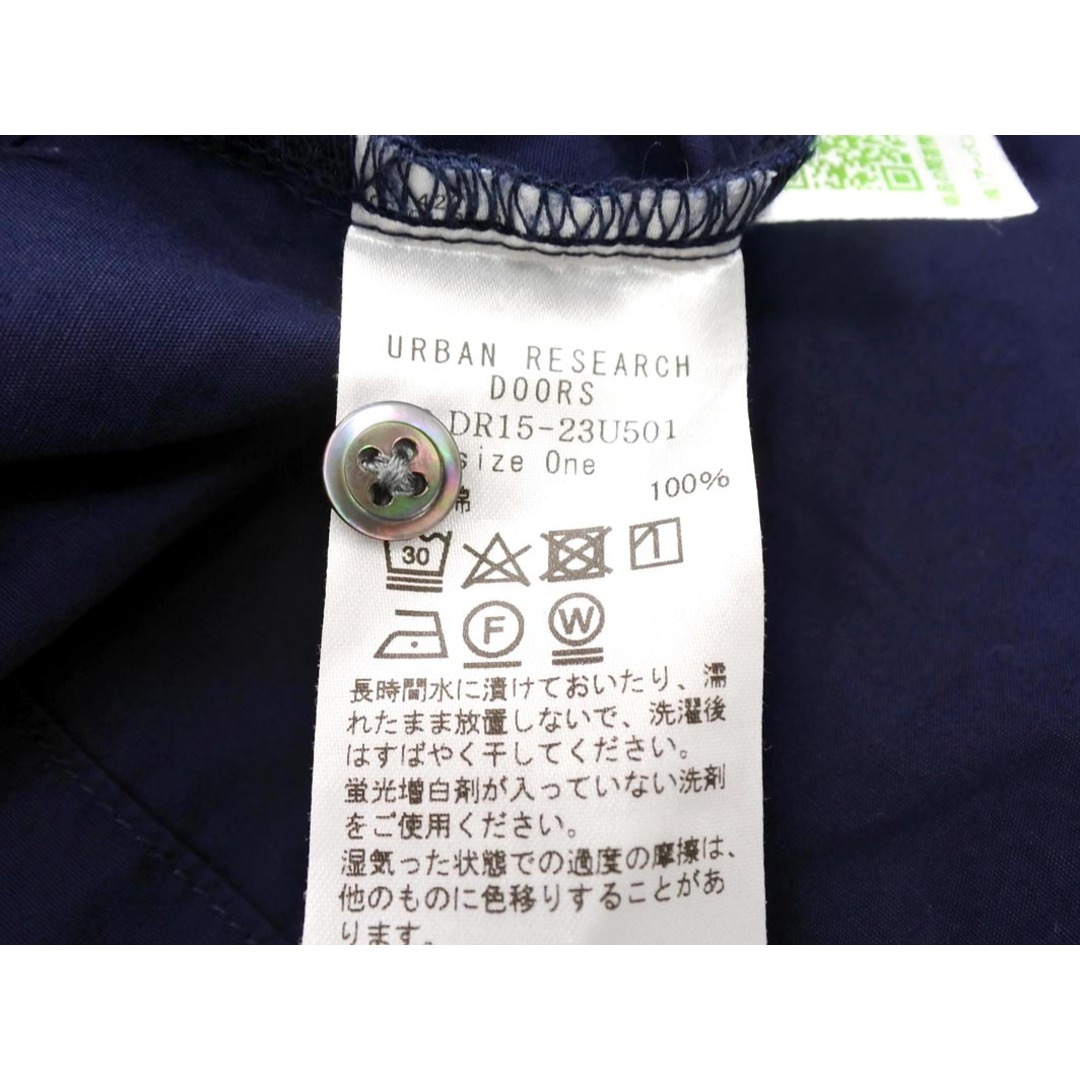 URBAN RESEARCH
DOORS
DR15-23U501
size One
綿 100%
30
F W
長時間水に漬けておいたり、濡
れたまま放置しないで、洗濯後
はすばやく干してください。
蛍光増白剤が入っていない洗剤
をご使用ください。
湿気った状態での過度の摩擦は、
他のものに色移りすることがあ
ります。